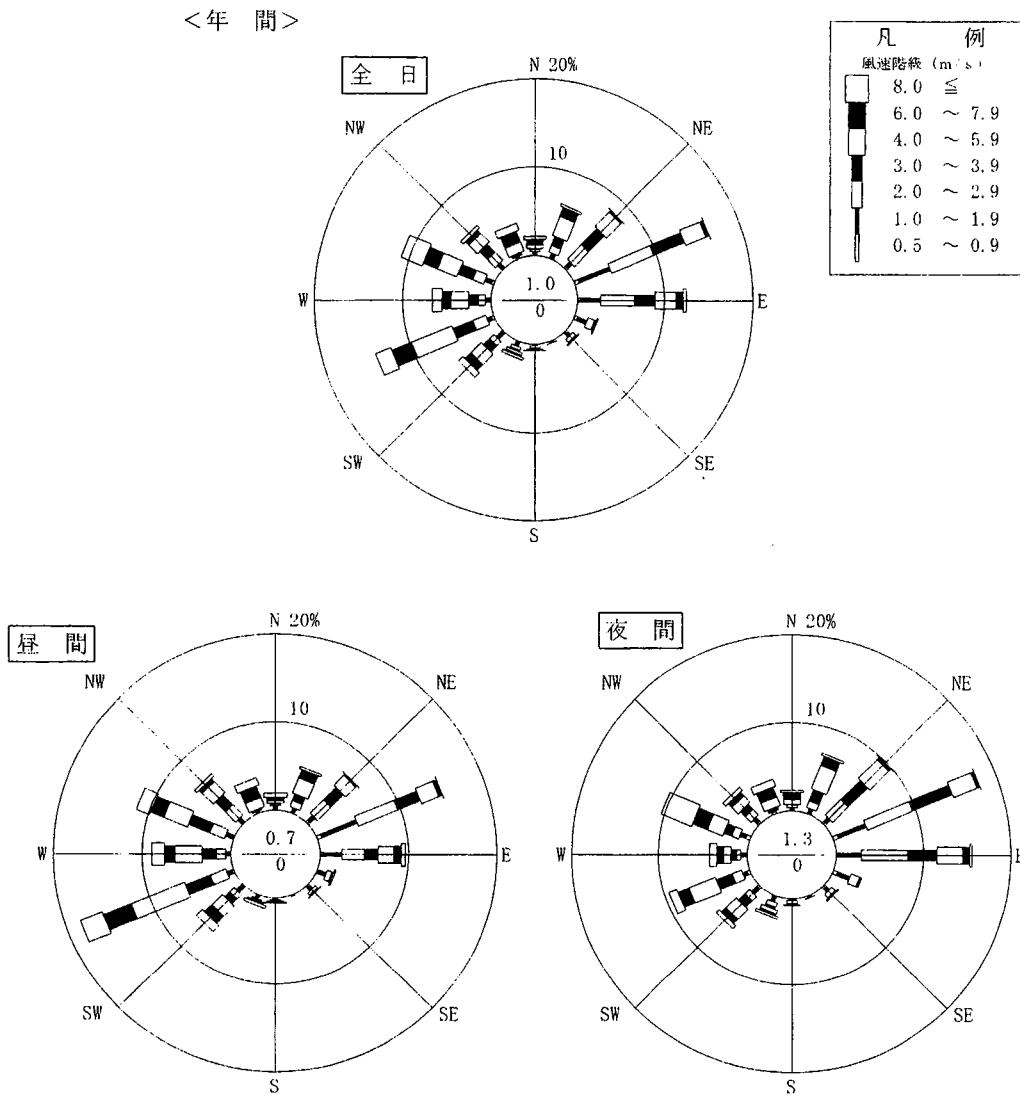 ＜年 間＞
全 日
N 20%
NW
NE
10
1.0
0
W
E
SW
SE
S
凡 例
風速階級 (m/s)
8.0 ≦
6.0 ～ 7.9
4.0 ～ 5.9
3.0 ～ 3.9
2.0 ～ 2.9
1.0 ～ 1.9
0.5 ～ 0.9
昼 間
N 20%
NW
NE
10
0.7
0
W
E
SW
SE
S
夜 間
N 20%
NW
NE
10
1.3
0
W
E
SW
SE
S